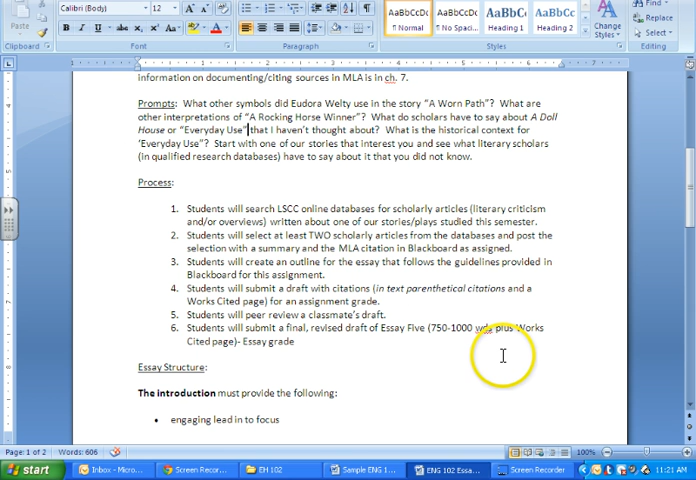 Calibri (Body)
12
Clipboard
Font
Paragraph
Styles
Editing
AaBbCcDc
¶ Normal
AaBbCcDc
¶ No Spaci...
AaBbC
Heading 1
AaBbCc
Heading 2
Change
Styles
Find
Replace
Select
information on documenting/citing sources in MLA is in ch. 7.
Prompts: What other symbols did Eudora Welty use in the story “A Worn Path”? What are
other interpretations of “A Rocking Horse Winner”? What do scholars have to say about A Doll
House or “Everyday Use” that I haven’t thought about? What is the historical context for
‘Everyday Use”? Start with one of our stories that interest you and see what literary scholars
(in qualified research databases) have to say about it that you did not know.
Process:
1. Students will search LSCC online databases for scholarly articles (literary criticism
and/or overviews) written about one of our stories/plays studied this semester.
2. Students will select at least TWO scholarly articles from the databases and post the
selection with a summary and the MLA citation in Blackboard as assigned.
3. Students will create an outline for the essay that follows the guidelines provided in
Blackboard for this assignment.
4. Students will submit a draft with citations (in text parenthetical citations and a
Works Cited page) for an assignment grade.
5. Students will peer review a classmate’s draft.
6. Students will submit a final, revised draft of Essay Five (750-1000 wds plus Works
Cited page)- Essay grade
Essay Structure:
The introduction must provide the following:
• engaging lead in to focus
Page: 1 of 2
Words: 606
100%
start
Inbox - Micro...
Screen Recor...
EH 102
Sample ENG 1...
ENG 102 Essa...
Screen Recorder
11:21 AM